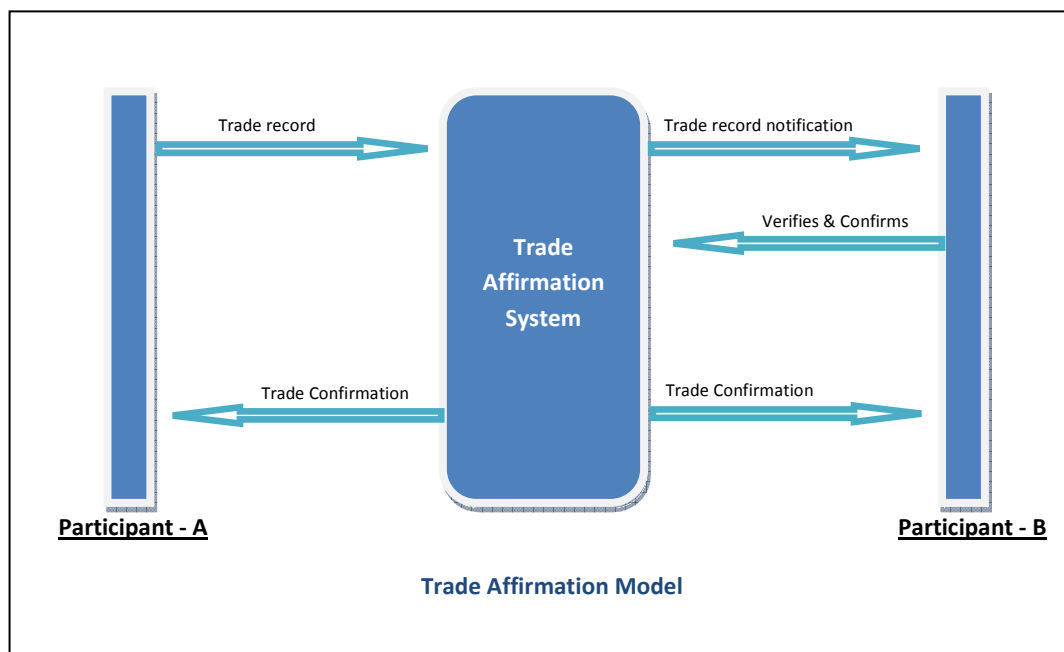 Trade record
Trade record notification
Verifies & Confirms
Trade
Affirmation
System
Trade Confirmation
Trade Confirmation
Participant - A
Participant - B
Trade Affirmation Model